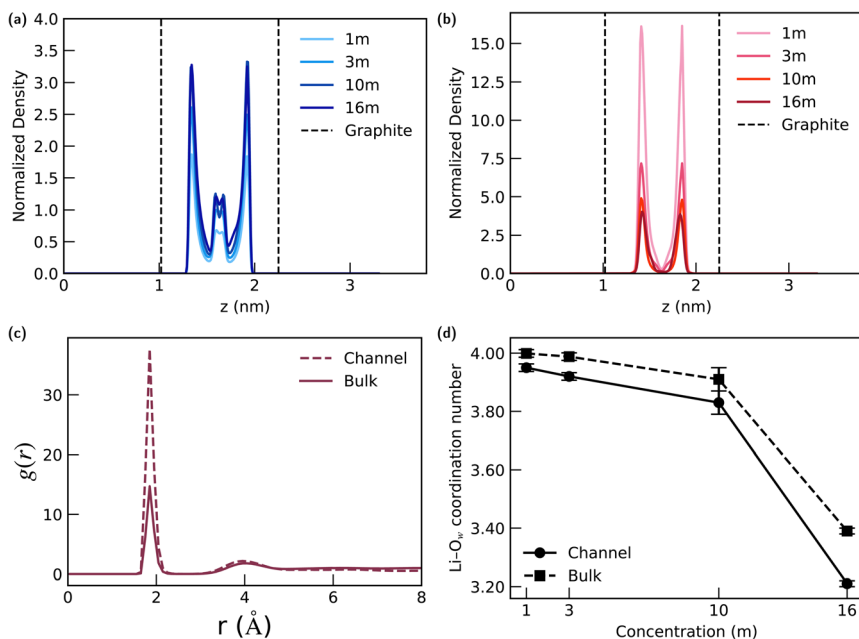 (a)
4.0
3.5
3.0
2.5
2.0
1.5
1.0
0.5
0.0
Normalized Density
0
1
2
3
z (nm)
1m
3m
10m
16m
Graphite
(b)
15.0
12.5
10.0
7.5
5.0
2.5
0.0
Normalized Density
0
1
2
3
z (nm)
1m
3m
10m
16m
Graphite
(c)
30
20
10
0
g(r)
0
2
4
6
8
r (Å)
Channel
Bulk
(d)
4.00
3.80
3.60
3.40
3.20
Li–Ow coordination number
1
3
10
16
Concentration (m)
Channel
Bulk